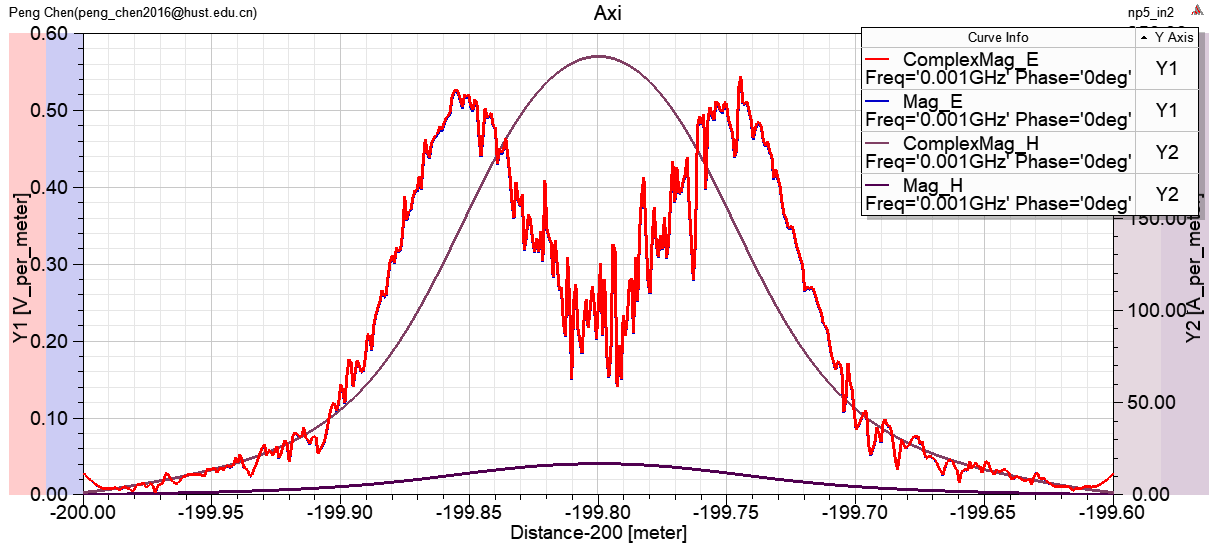 Peng Chen(peng_chen2016@hust.edu.cn)
Axi
np5_in2
Curve Info
Y Axis
ComplexMag_E
Freq='0.001GHz' Phase='0deg'
Y1
Mag_E
Freq='0.001GHz' Phase='0deg'
Y1
ComplexMag_H
Freq='0.001GHz' Phase='0deg'
Y2
Mag_H
Freq='0.001GHz' Phase='0deg'
Y2
0.60
0.50
0.40
0.30
0.20
0.10
0.00
Y1 [V_per_meter]
150.00
100.00
50.00
0.00
Y2 [A_per_meter]
-200.00
-199.95
-199.90
-199.85
-199.80
-199.75
-199.70
-199.65
-199.60
Distance-200 [meter]